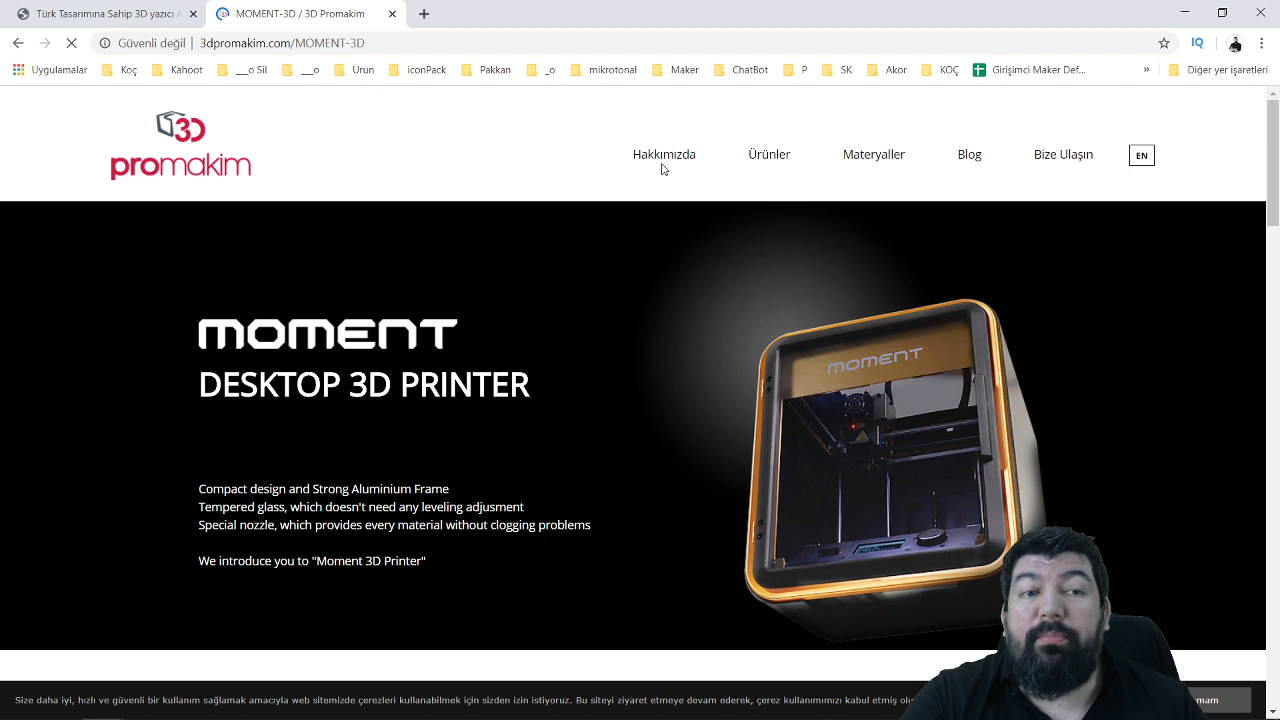 Türk Tasarımına Sahip 3D yazıcı A
MOMENT-3D / 3D Promakim
Güvenli değil | 3dpromakim.com/MOMENT-3D
IQ
Uygulamalar Koç Kahoot ___o Sil ___o Ürün iconPack Pakkan _o mikrotonal Maker ChatBot P SK Akor KOÇ Girişimci Maker Def... » Diğer yer işaretleri
3D
promakim
Hakkımızda Ürünler Materyaller Blog Bize Ulaşın EN
MOMENT
DESKTOP 3D PRINTER
MOMENT
Compact design and Strong Aluminium Frame
Tempered glass, which doesn't need any leveling adjusment
Special nozzle, which provides every material without clogging problems
We introduce you to "Moment 3D Printer"
Size daha iyi, hızlı ve güvenli bir kullanım sağlamak amacıyla web sitemizde çerezleri kullanabilmek için sizden izin istiyoruz. Bu siteyi ziyaret etmeye devam ederek, çerez kullanımımızı kabul etmiş